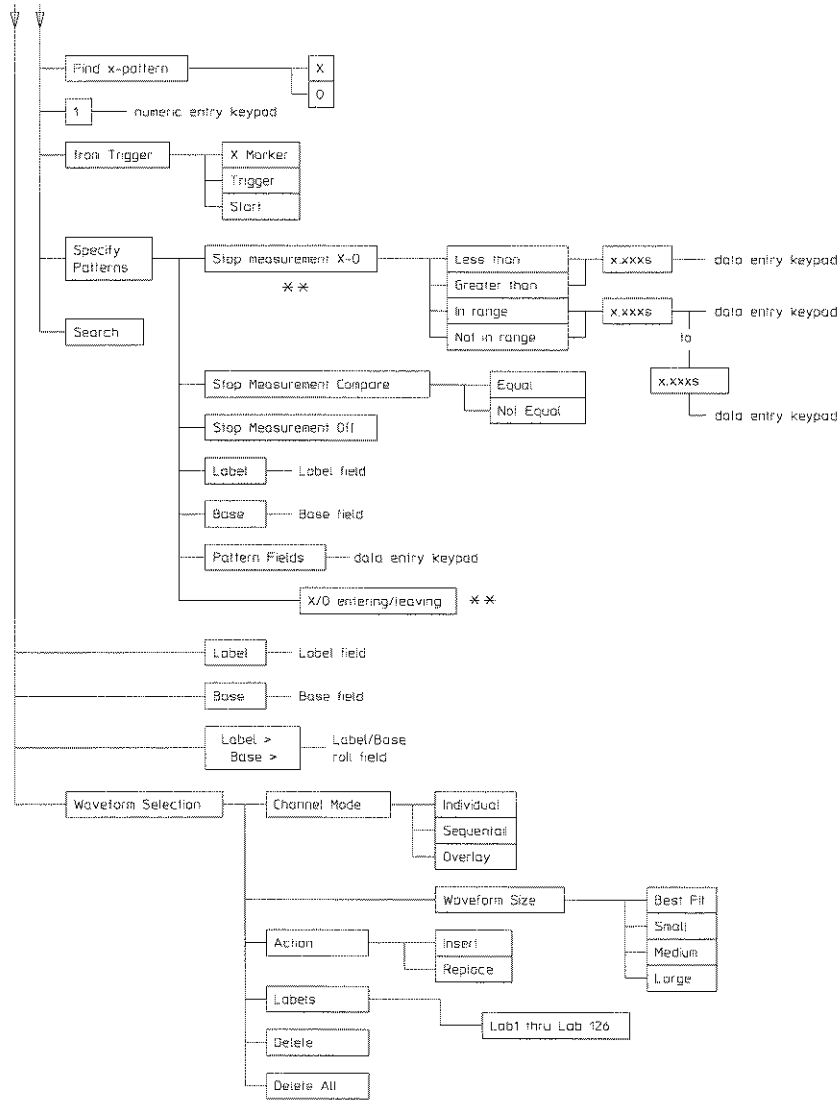 Find x-pattern
X
O
1
numeric entry keypad
from Trigger
X Marker
Trigger
Start
Specify
Patterns
Stop measurement X-O
**
Less than
Greater than
In range
Not in range
x.xxxs
data entry keypad
x.xxxs
data entry keypad
to
x.xxxs
data entry keypad
Search
Stop Measurement Compare
Equal
Not Equal
Stop Measurement Off
Label
Label field
Base
Base field
Pattern Fields
data entry keypad
X/O entering/leaving
**
Label
Label field
Base
Base field
Label >
Base >
Label/Base
roll field
Waveform Selection
Channel Mode
Individual
Sequentail
Overlay
Waveform Size
Best Fit
Small
Medium
Large
Action
Insert
Replace
Labels
Lab1 thru Lab 126
Delete
Delete All